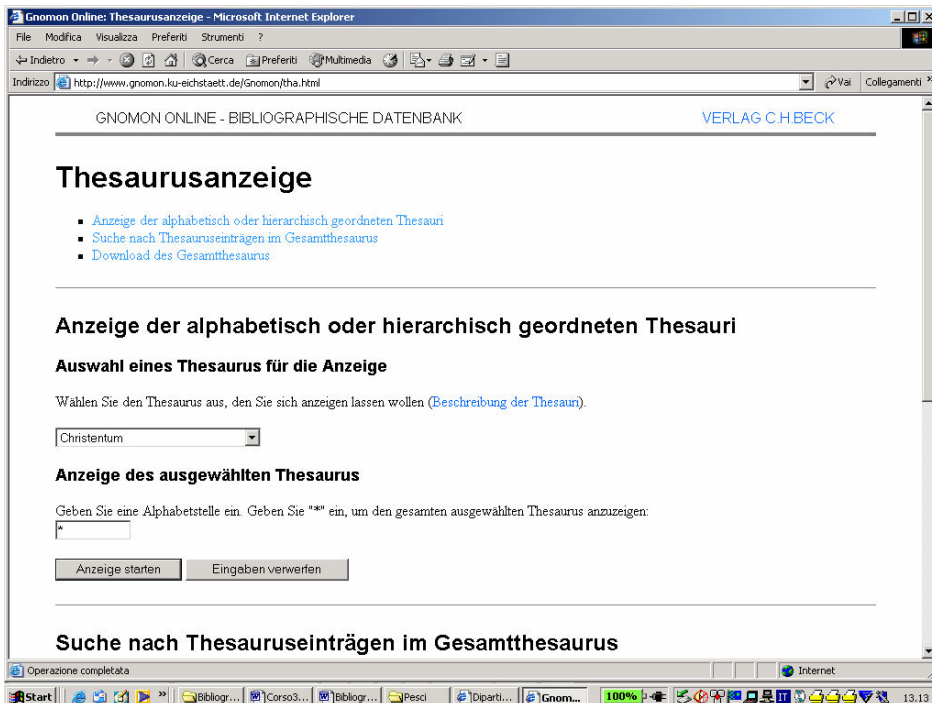 Gnomon Online: Thesaurusanzeige - Microsoft Internet Explorer
File Modifica Visualizza Preferiti Strumenti ?
Indietro Cerca Preferiti Multimedia
Indirizzo http://www.gnomon.ku-eichstaett.de/Gnomon/tha.html Vai Collegamenti »
GNOMON ONLINE - BIBLIOGRAPHISCHE DATENBANK VERLAG C.H.BECK
Thesaurusanzeige
Anzeige der alphabetisch oder hierarchisch geordneten Thesauri
Suche nach Thesauruseinträgen im Gesamtthesaurus
Download des Gesamtthesaurus
Anzeige der alphabetisch oder hierarchisch geordneten Thesauri
Auswahl eines Thesaurus für die Anzeige
Wählen Sie den Thesaurus aus, den Sie sich anzeigen lassen wollen (Beschreibung der Thesauri).
Christentum
Anzeige des ausgewählten Thesaurus
Geben Sie eine Alphabetstelle ein. Geben Sie "*" ein, um den gesamten ausgewählten Thesaurus anzuzeigen:
*
Anzeige starten Eingaben verwerfen
Suche nach Thesauruseinträgen im Gesamtthesaurus
Operazione completata Internet
Start » Bibliogr... Corso3... Bibliogr... Pesci Diparti... Gnom... 100% IT 13.13